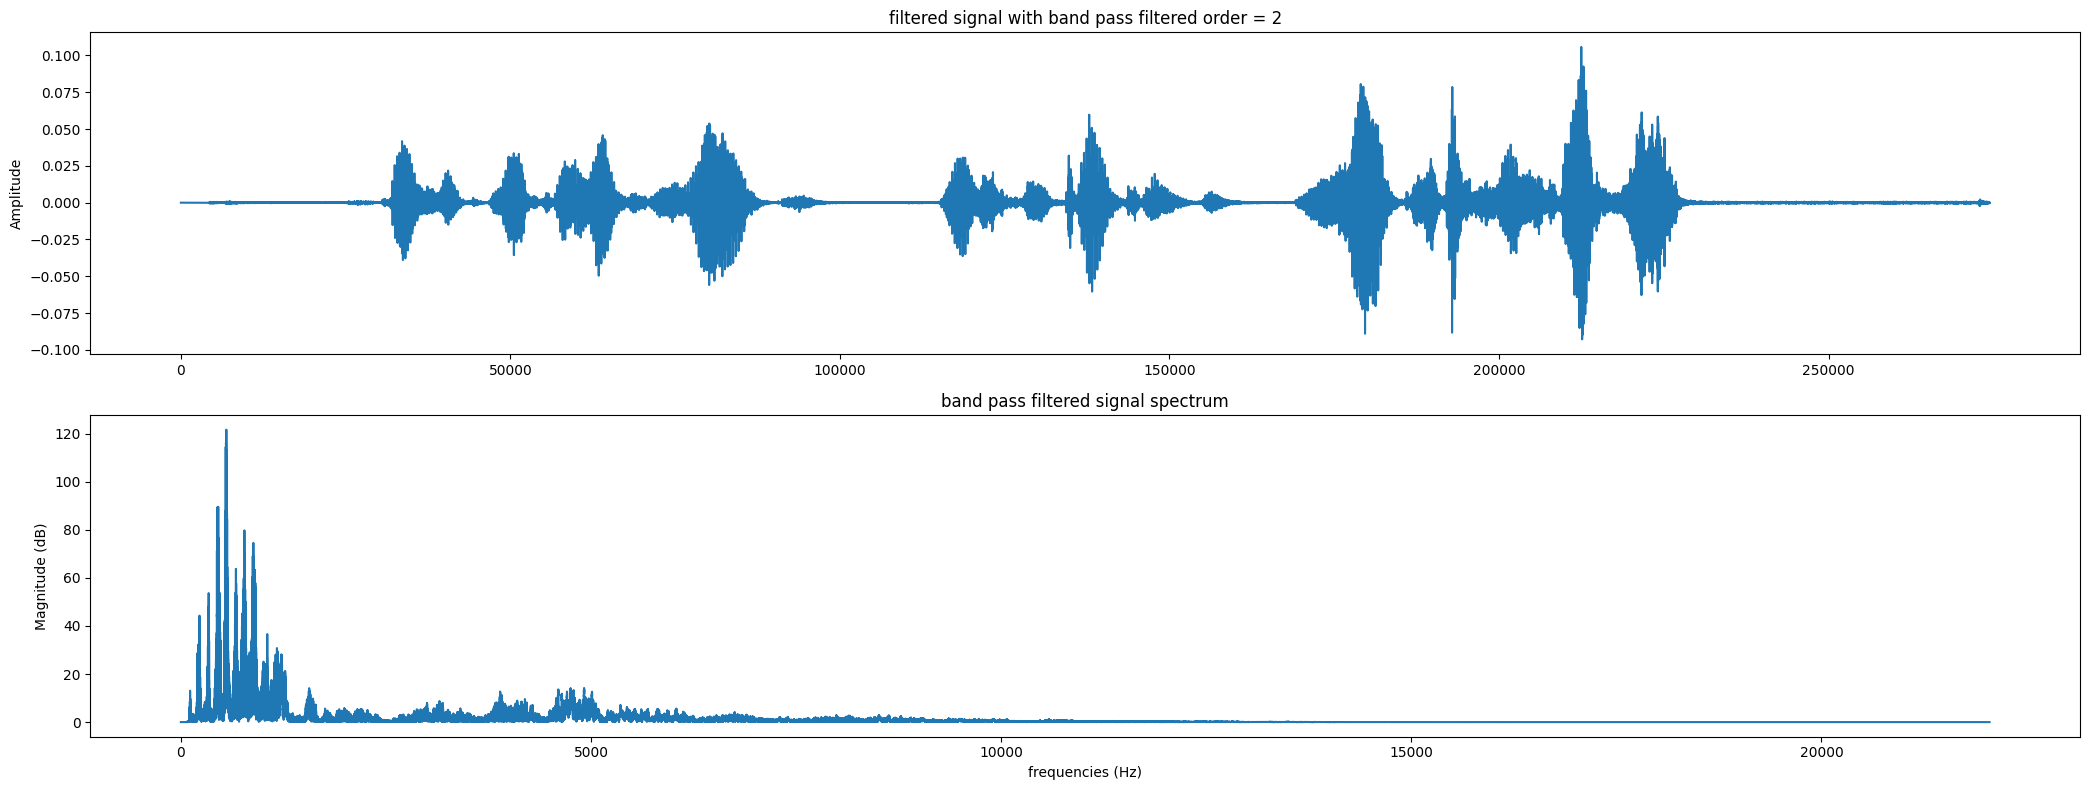 filtered signal with band pass filtered order = 2
Amplitude
0.100
0.075
0.050
0.025
0.000
−0.025
−0.050
−0.075
−0.100
0 50000 100000 150000 200000 250000
band pass filtered signal spectrum
Magnitude (dB)
120
100
80
60
40
20
0
0 5000 10000 15000 20000
frequencies (Hz)